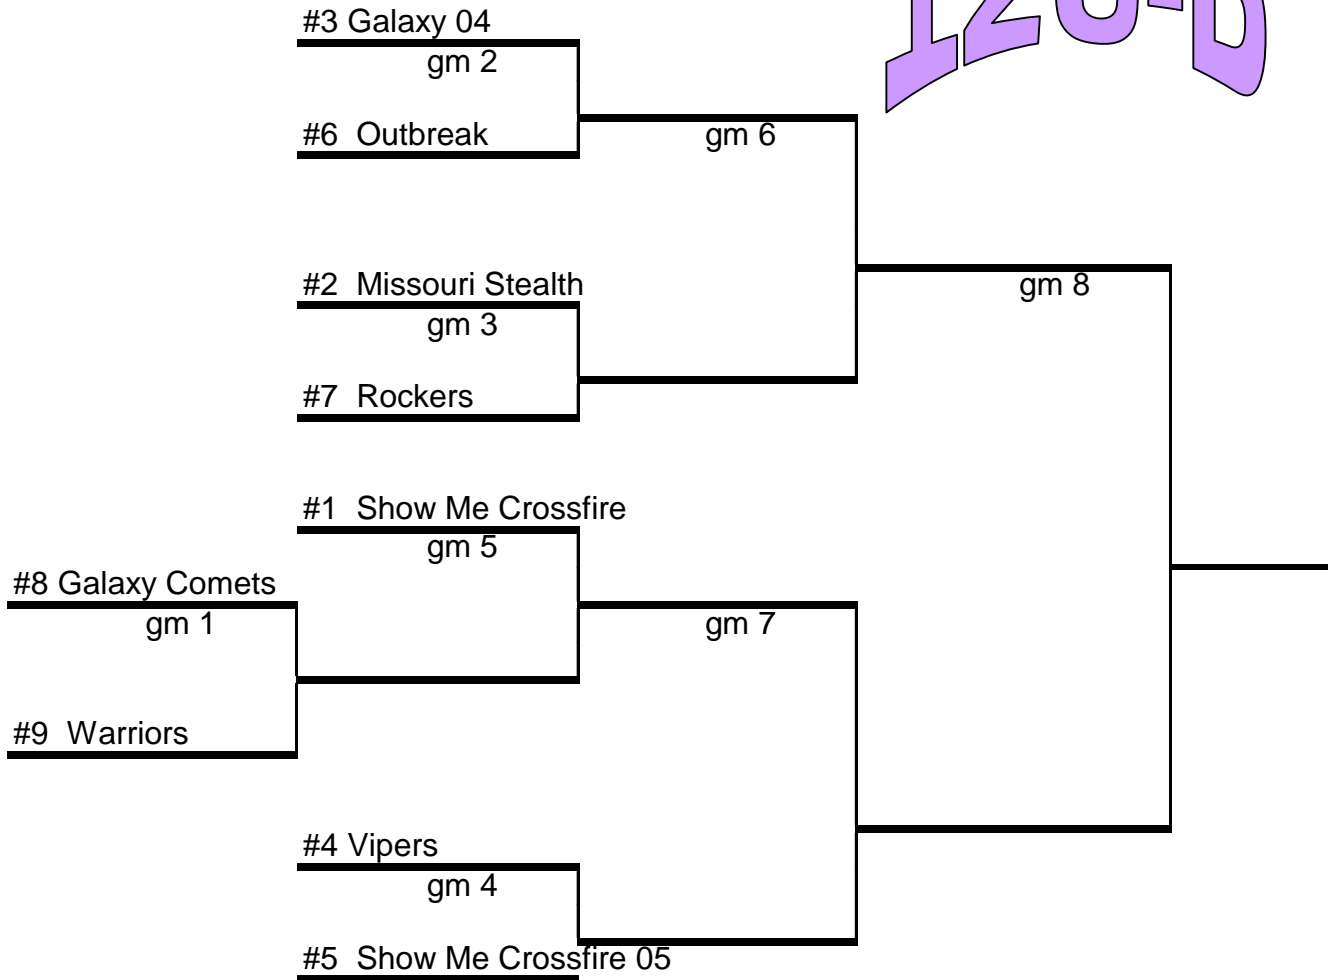 #3 Galaxy 04
gm 2
#6 Outbreak
gm 6
#2 Missouri Stealth
gm 8
gm 3
#7 Rockers
#1 Show Me Crossfire
gm 5
#8 Galaxy Comets
gm 1
gm 7
#9 Warriors
#4 Vipers
gm 4
#5 Show Me Crossfire 05